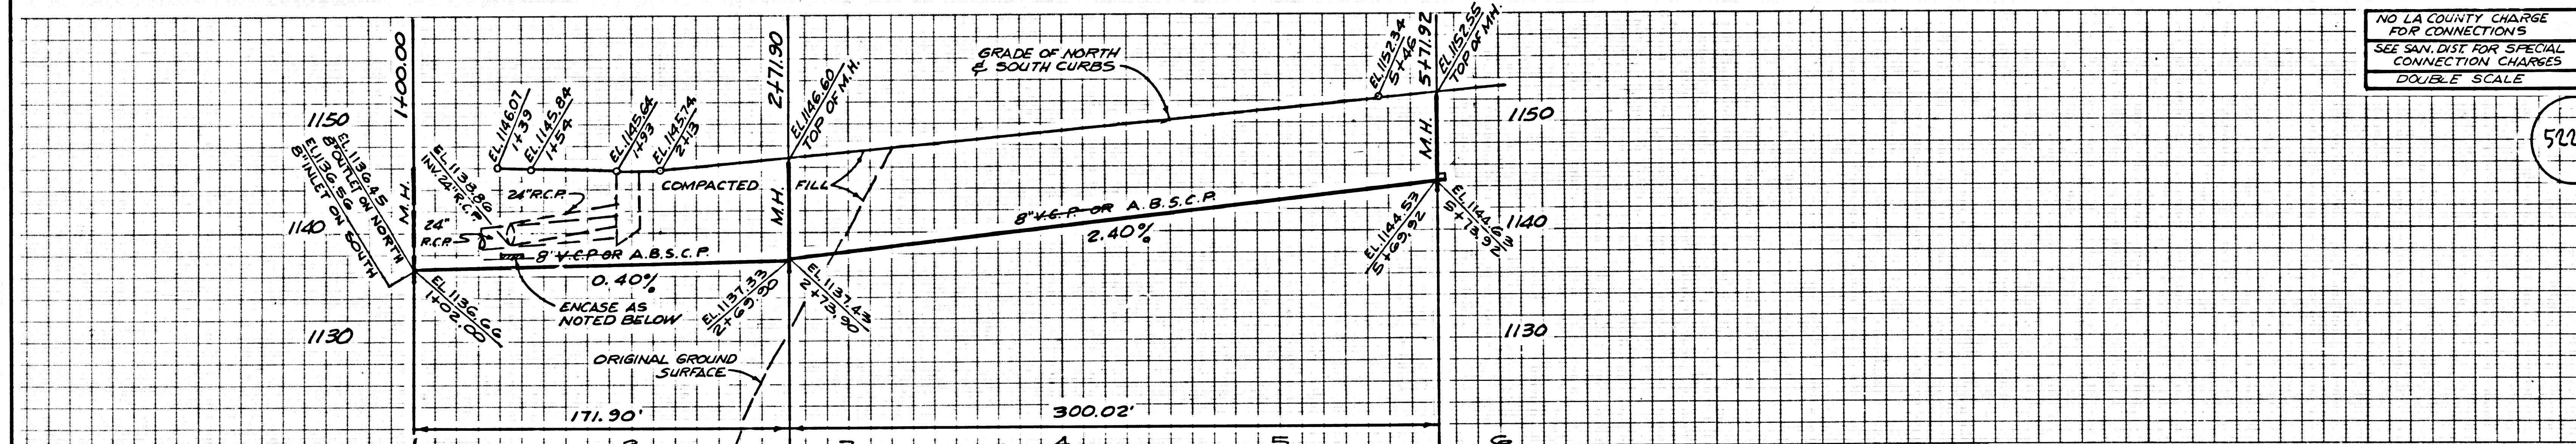 NO LA COUNTY CHARGE
FOR CONNECTIONS
SEE SAN. DIST. FOR SPECIAL
CONNECTION CHARGES
DOUBLE SCALE
522
1+00.00
2+71.90
5+71.92
EL.1152.55
TOP OF M.H.
EL.1152.34
5+46
GRADE OF NORTH
& SOUTH CURBS
EL.1146.60
TOP OF M.H.
EL.1146.07
1+39
EL.1145.84
1+54
EL.1145.64
1+93
EL.1145.74
2+13
1150
1150
EL.1136.45
8" OUTLET ON NORTH
EL.1136.56
8" INLET ON SOUTH
M.H.
EL.1138.86
INV. 24" R.C.P.
24" R.C.P.
COMPACTED
FILL
M.H.
M.H.
1140
24"
R.C.P.
8" V.C.P. OR A.B.S.C.P.
0.40%
8" V.C.P. OR A.B.S.C.P.
2.40%
1140
EL.1144.53
5+69.92
EL.1144.63
5+73.92
EL.1136.66
1+02.00
ENCASE AS
NOTED BELOW
EL.1137.33
2+69.90
EL.1137.43
2+73.90
1130
1130
ORIGINAL GROUND
SURFACE
171.90'
300.02'
4
5
6